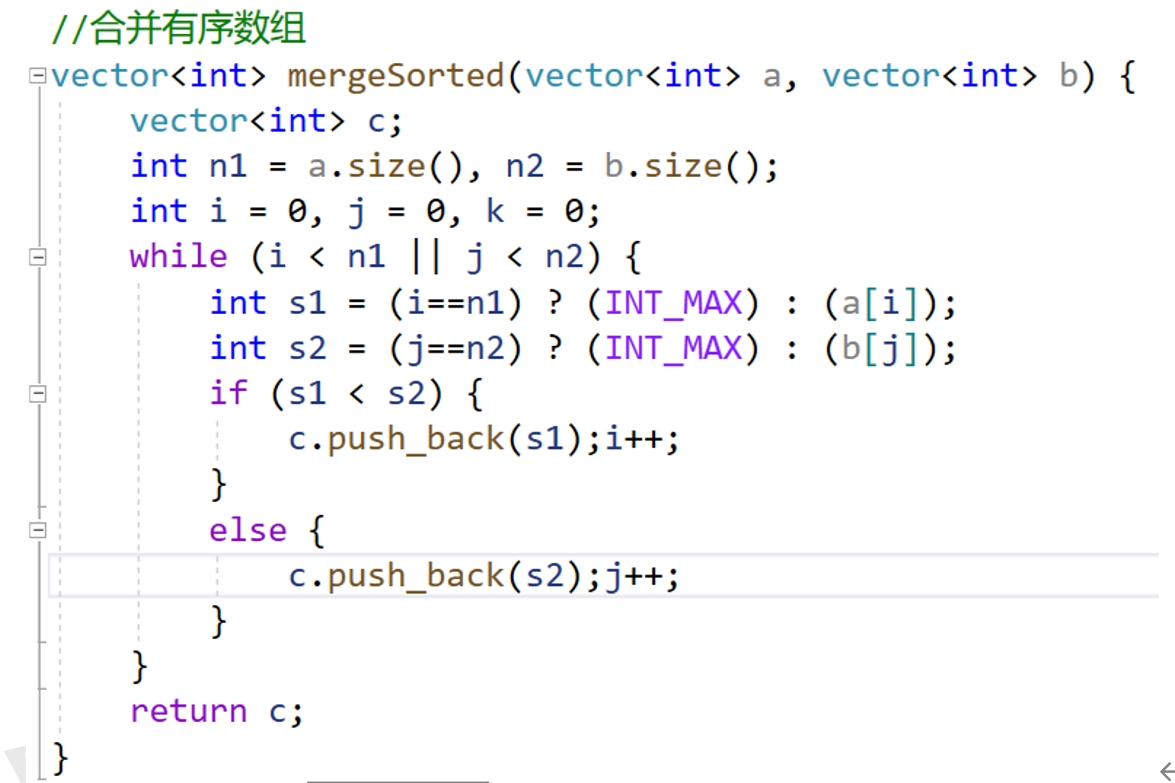 //合并有序数组
vector<int> mergeSorted(vector<int> a, vector<int> b) {
vector<int> c;
int n1 = a.size(), n2 = b.size();
int i = 0, j = 0, k = 0;
while (i < n1 || j < n2) {
int s1 = (i==n1) ? (INT_MAX) : (a[i]);
int s2 = (j==n2) ? (INT_MAX) : (b[j]);
if (s1 < s2) {
c.push_back(s1);i++;
}
else {
c.push_back(s2);j++;
}
}
return c;
}